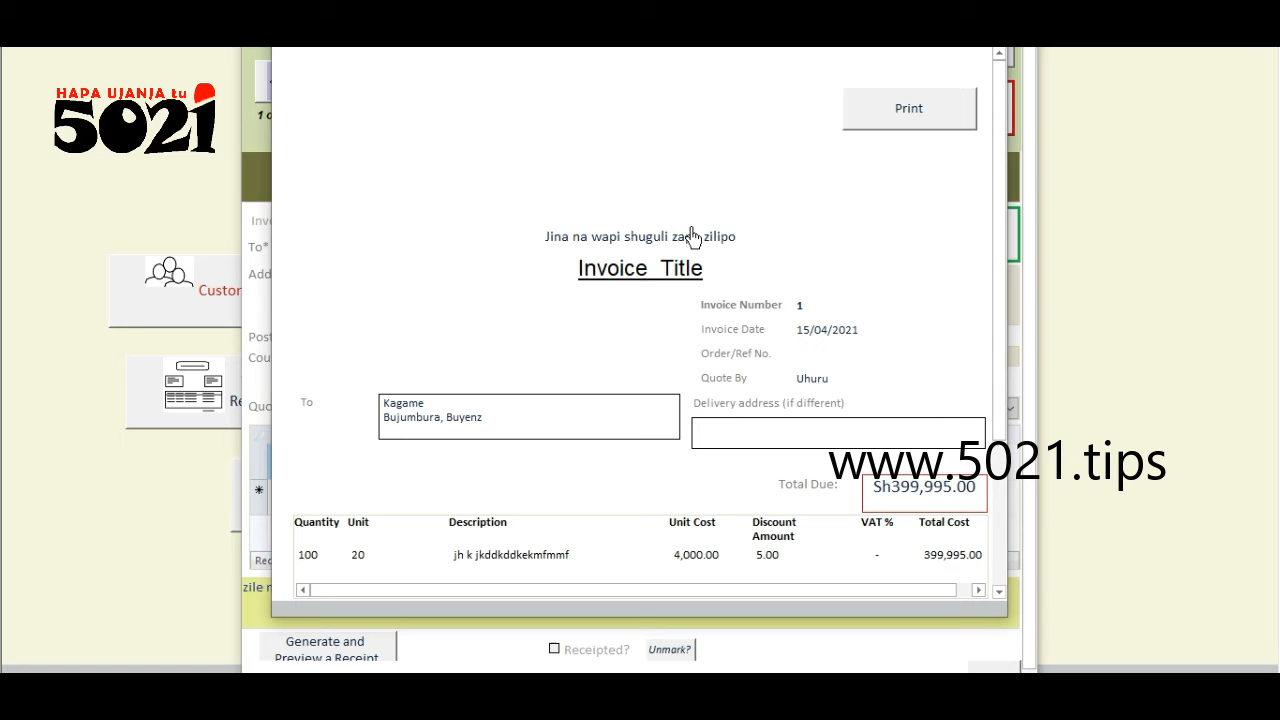 HAPA UJANJA tu
5021
Print
Jina na wapi shuguli zilipo
Invoice Title
Invoice Number 1
Invoice Date 15/04/2021
Order/Ref No.
Quote By Uhuru
To
Kagame
Bujumbura, Buyenz
Delivery address (if different)
www.5021.tips
Total Due: Sh399,995.00
Quantity Unit Description Unit Cost Discount Amount VAT % Total Cost
100 20 jh k jkddkddkekmfmmf 4,000.00 5.00 - 399,995.00
To*
Generate and
Preview a Receipt
Receipted?
Unmark?